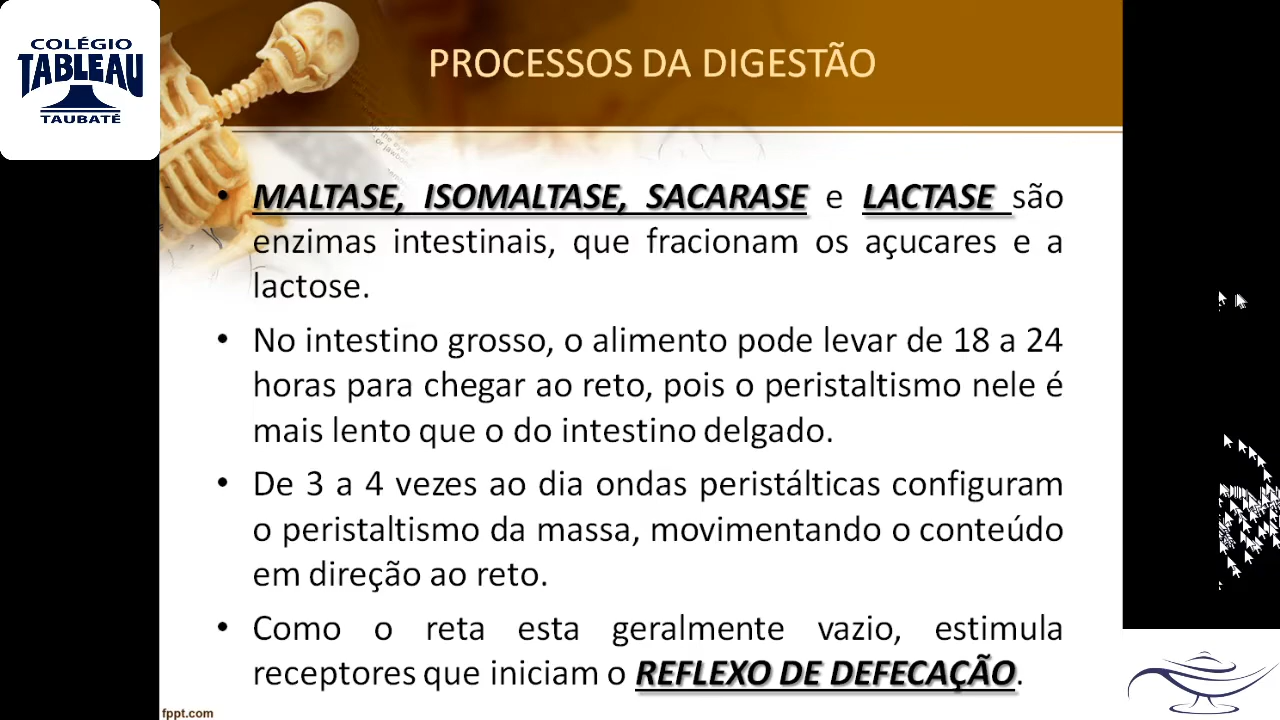 COLÉGIO
TABLEAU
TAUBATÉ
PROCESSOS DA DIGESTÃO
• MALTASE, ISOMALTASE, SACARASE e LACTASE são
enzimas intestinais, que fracionam os açucares e a
lactose.
• No intestino grosso, o alimento pode levar de 18 a 24
horas para chegar ao reto, pois o peristaltismo nele é
mais lento que o do intestino delgado.
• De 3 a 4 vezes ao dia ondas peristálticas configuram
o peristaltismo da massa, movimentando o conteúdo
em direção ao reto.
• Como o reta esta geralmente vazio, estimula
receptores que iniciam o REFLEXO DE DEFECAÇÃO.
fppt.com